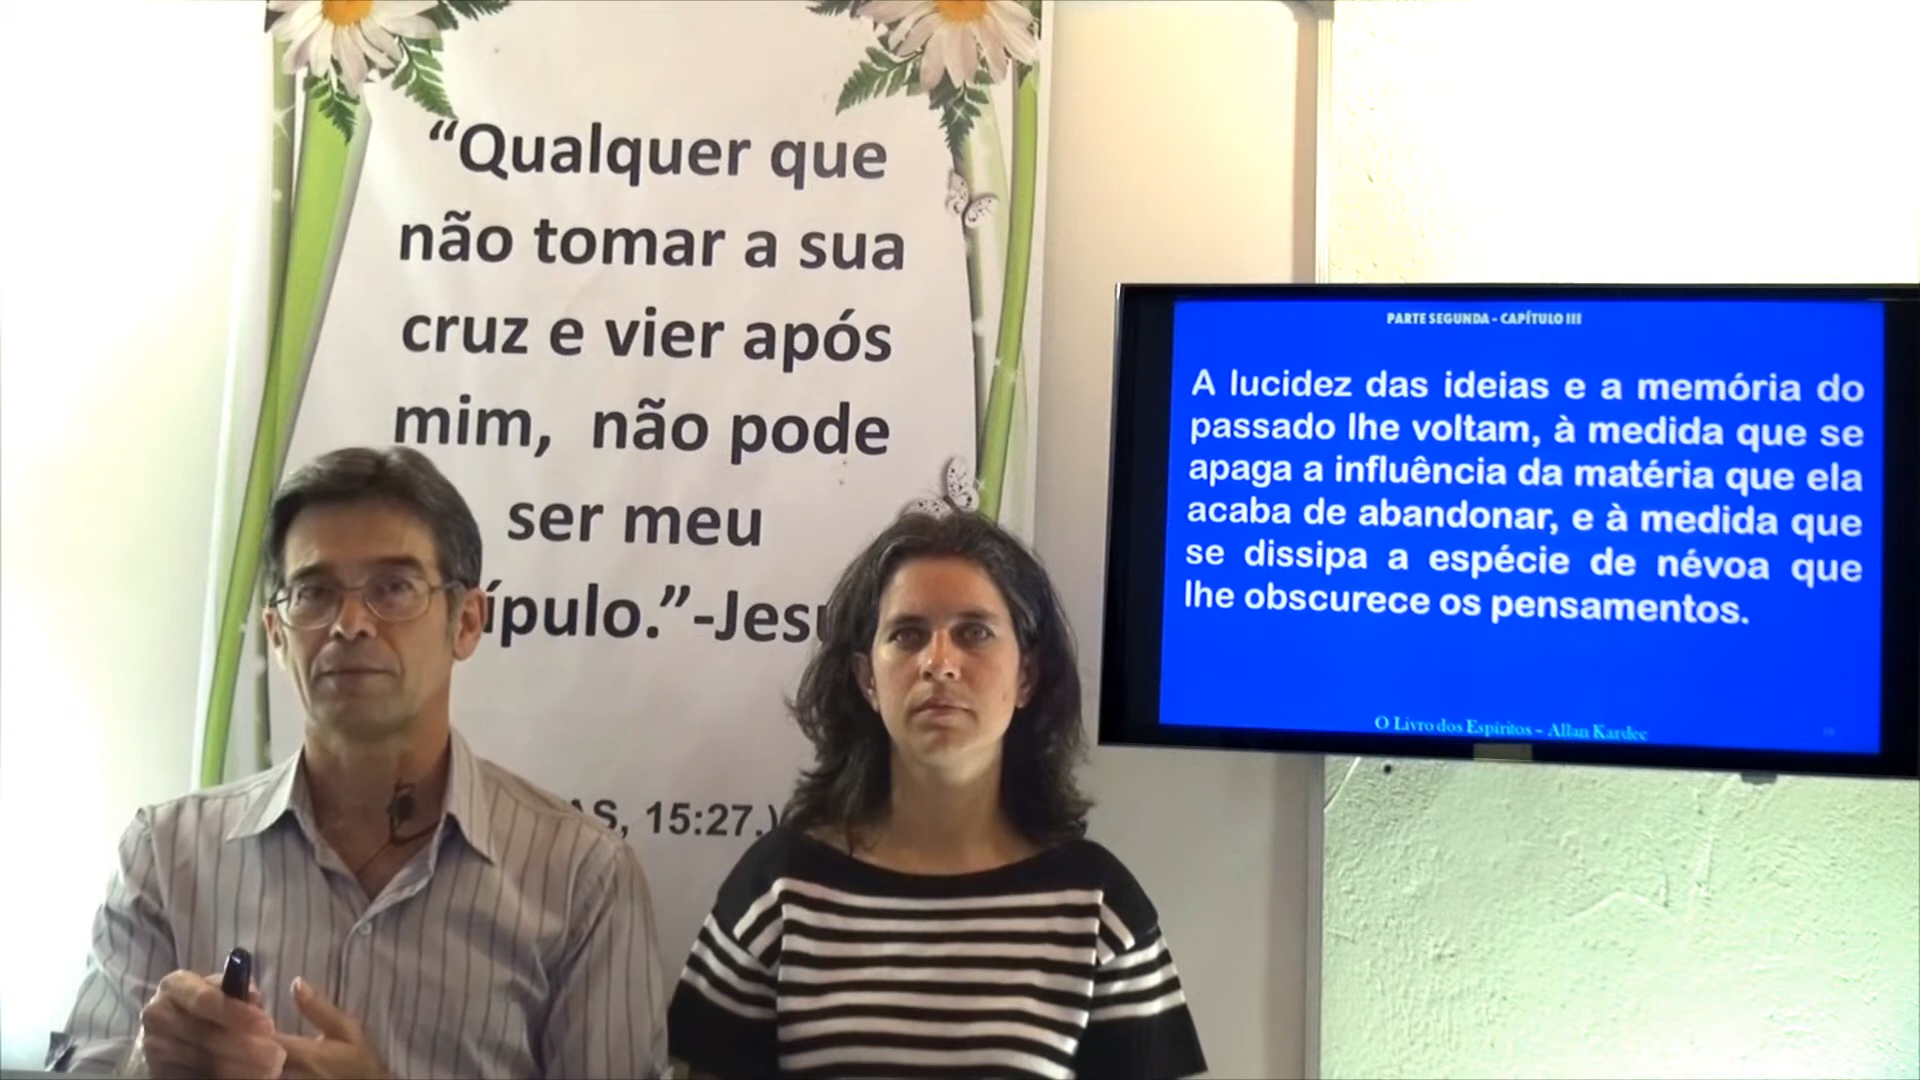 “Qualquer que
não tomar a sua
cruz e vier após
mim, não pode
ser meu
ípulo.”-Jesu
AS, 15:27.)
PARTE SEGUNDA - CAPÍTULO III
A lucidez das ideias e a memória do
passado lhe voltam, à medida que se
apaga a influência da matéria que ela
acaba de abandonar, e à medida que
se dissipa a espécie de névoa que
lhe obscurece os pensamentos.
O Livro dos Espíritos – Allan Kardec